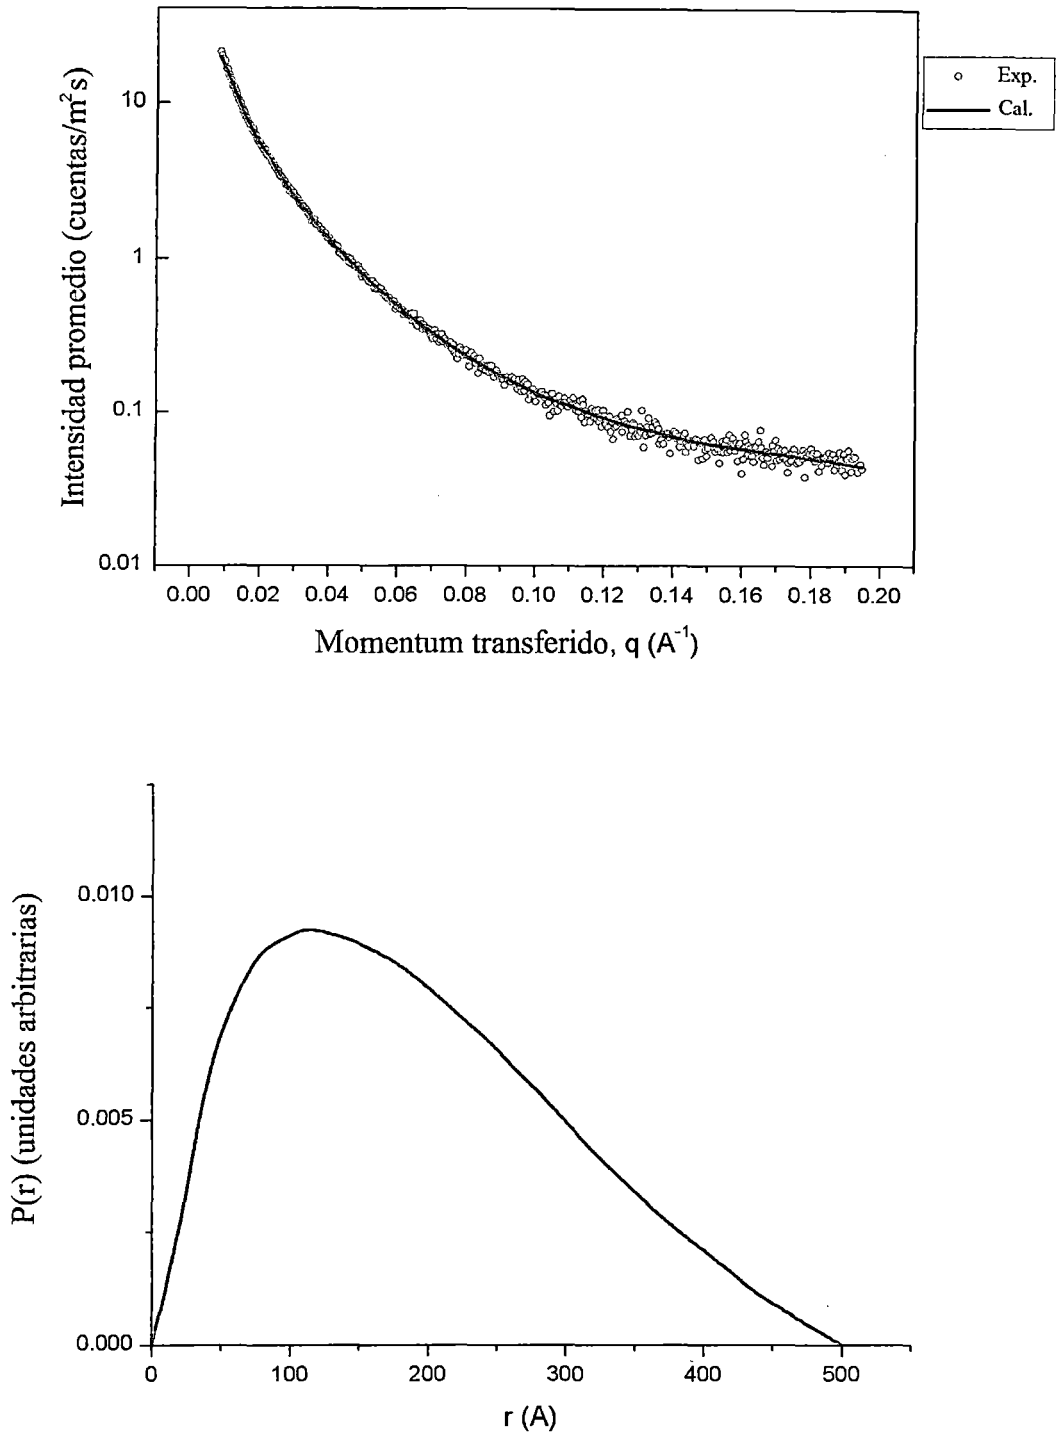 Exp.
Cal.
Intensidad promedio (cuentas/m²s)
10
1
0.1
0.01
0.00 0.02 0.04 0.06 0.08 0.10 0.12 0.14 0.16 0.18 0.20
Momentum transferido, q (A⁻¹)
P(r) (unidades arbitrarias)
0.010
0.005
0.000
0 100 200 300 400 500
r (A)